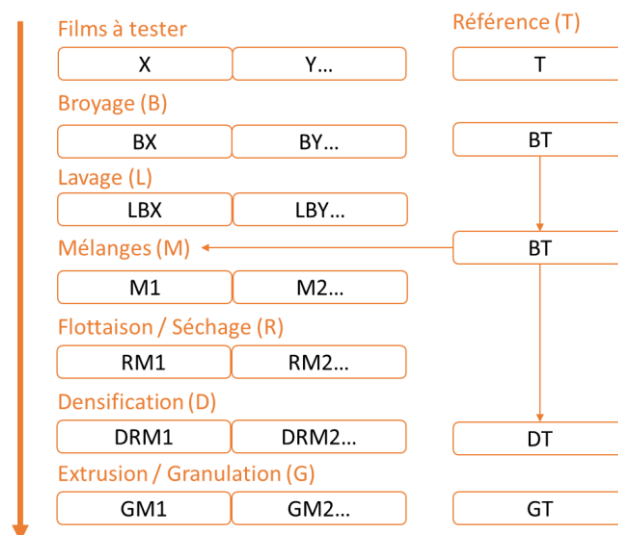 Films à tester
Référence (T)
X
Y...
T
Broyage (B)
BX
BY...
BT
Lavage (L)
LBX
LBY...
Mélanges (M)
BT
M1
M2...
Flottaison / Séchage (R)
RM1
RM2...
Densification (D)
DRM1
DRM2...
DT
Extrusion / Granulation (G)
GM1
GM2...
GT